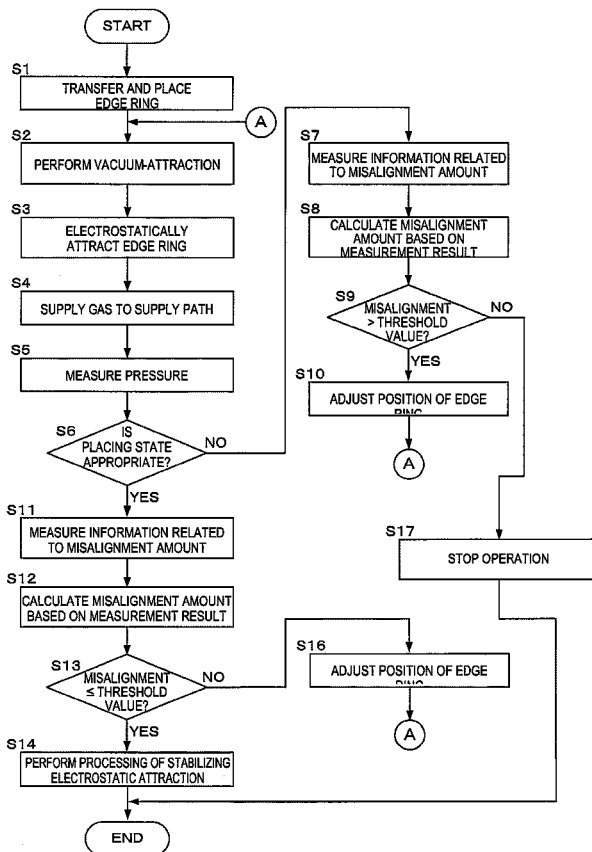 START
S1
TRANSFER AND PLACE
EDGE RING
A
S2
PERFORM VACUUM-ATTRACTION
S3
ELECTROSTATICALLY
ATTRACT EDGE RING
S4
SUPPLY GAS TO SUPPLY PATH
S5
MEASURE PRESSURE
S6
IS
PLACING STATE
APPROPRIATE?
NO
YES
S7
MEASURE INFORMATION RELATED
TO MISALIGNMENT AMOUNT
S8
CALCULATE MISALIGNMENT
AMOUNT BASED ON
MEASUREMENT RESULT
S9
MISALIGNMENT
> THRESHOLD
VALUE?
NO
YES
S10
ADJUST POSITION OF EDGE
RING
A
S11
MEASURE INFORMATION RELATED
TO MISALIGNMENT AMOUNT
S12
CALCULATE MISALIGNMENT AMOUNT
BASED ON MEASUREMENT RESULT
S13
MISALIGNMENT
≤ THRESHOLD
VALUE?
NO
YES
S16
ADJUST POSITION OF EDGE
RING
A
S17
STOP OPERATION
S14
PERFORM PROCESSING OF STABILIZING
ELECTROSTATIC ATTRACTION
END